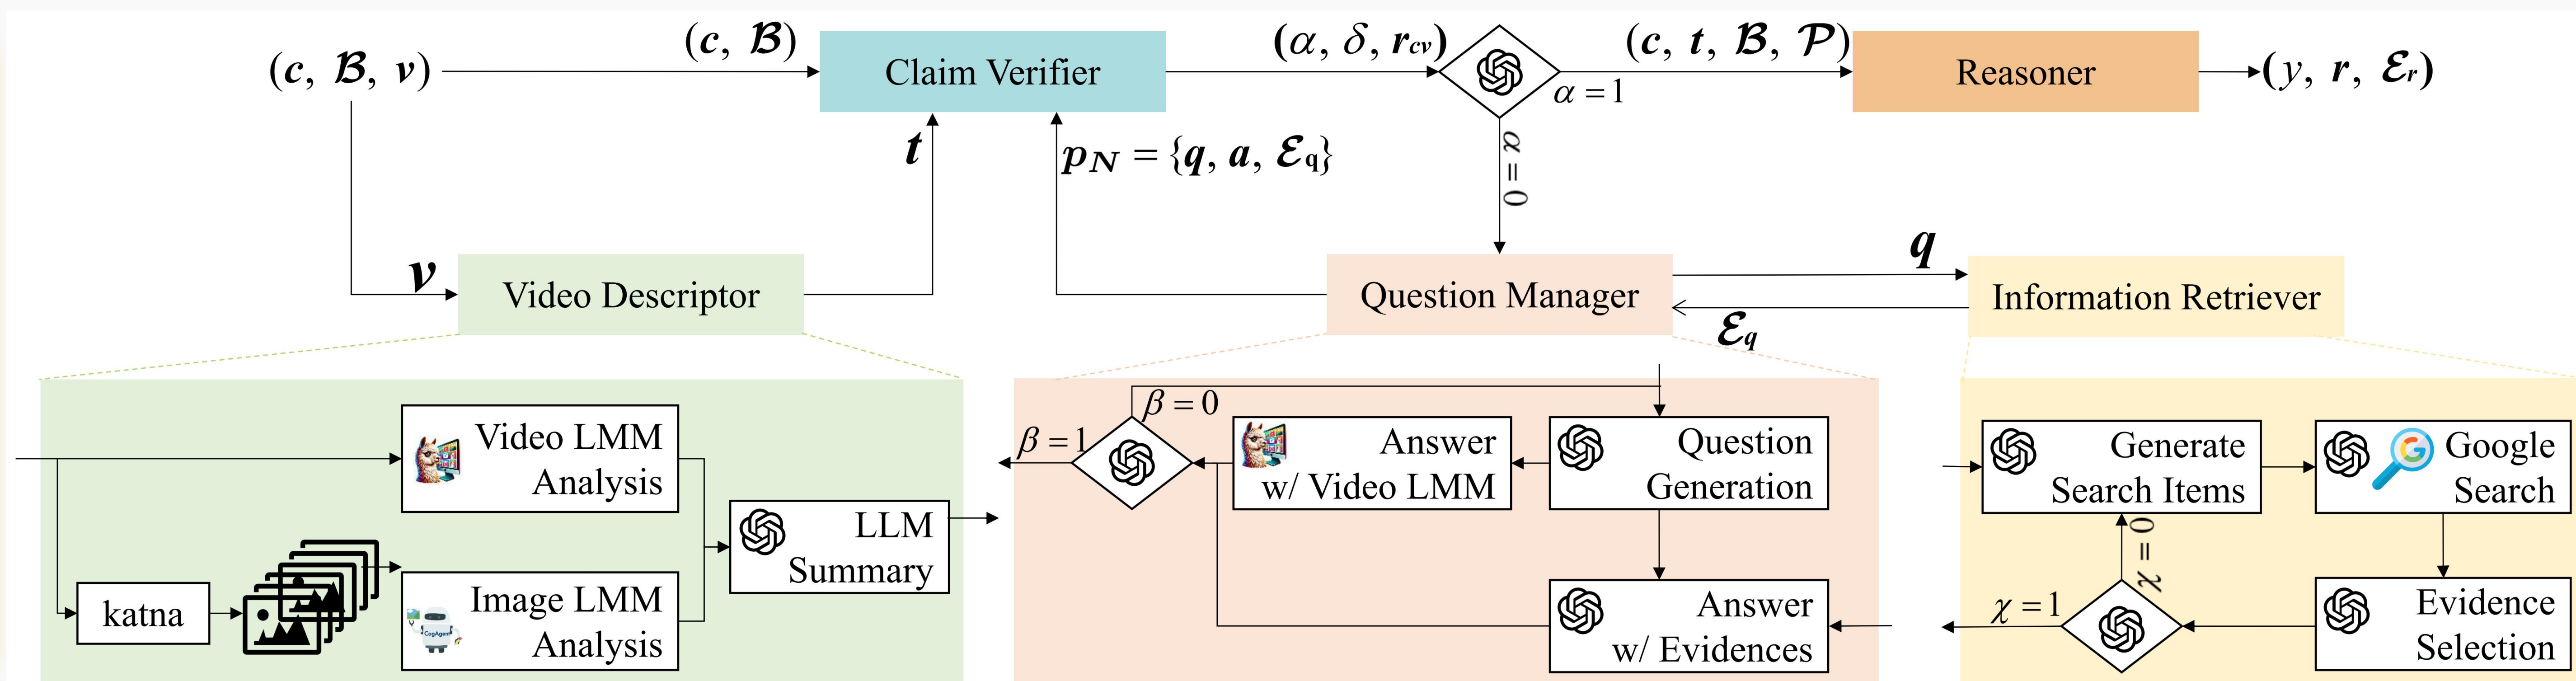 (c, ℬ, v)
(c, ℬ)
Claim Verifier
(α, δ, r_cv)
α = 1
(c, t, ℬ, 𝒫)
Reasoner
(y, r, ℰ_r)
t
p_N = {q, a, ℰ_q}
α = 0
v
Video Descriptor
Question Manager
q
ℰ_q
Information Retriever
Video LMM
Analysis
katna
CogAgent
Image LMM
Analysis
LLM
Summary
β = 0
β = 1
Answer
w/ Video LMM
Question
Generation
Answer
w/ Evidences
Generate
Search Items
G
Google
Search
χ = 0
χ = 1
Evidence
Selection